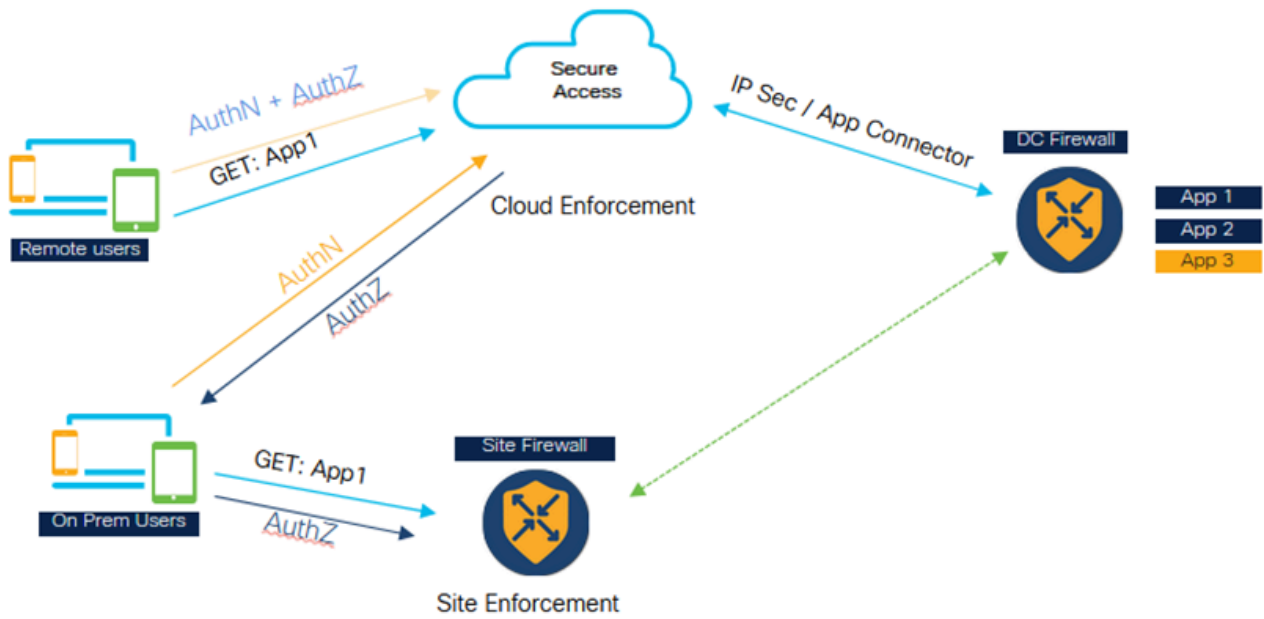 Secure
Access
AuthN + AuthZ
GET: App1
IP Sec / App Connector
DC Firewall
App 1
App 2
App 3
Remote users
Cloud Enforcement
AuthN
AuthZ
Site Firewall
GET: App1
AuthZ
On Prem Users
Site Enforcement